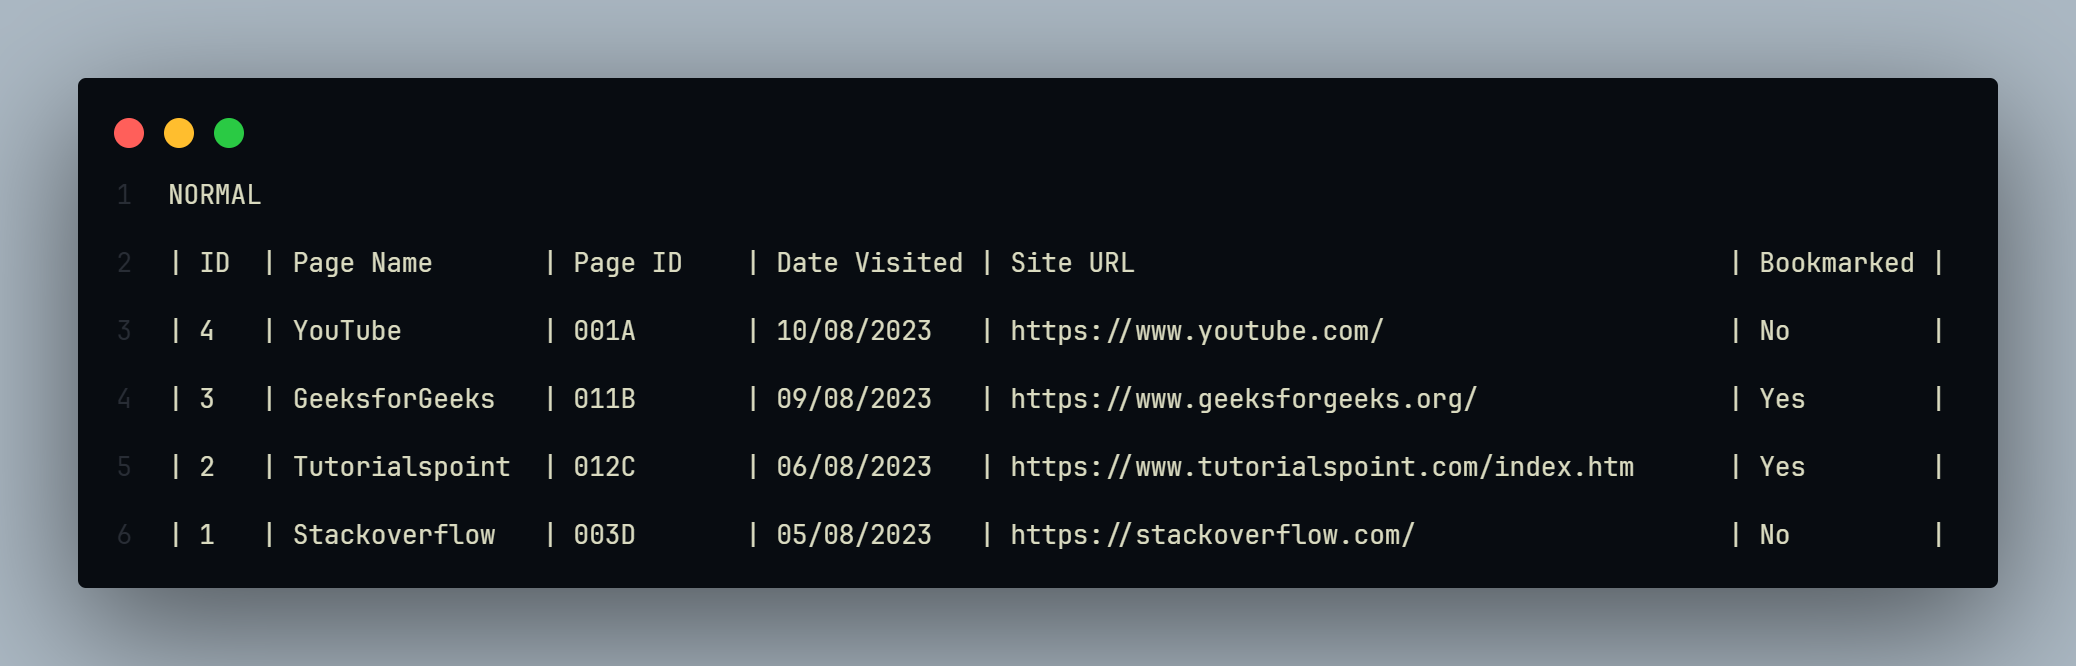 1 NORMAL
2 | ID | Page Name | Page ID | Date Visited | Site URL | Bookmarked |
3 | 4 | YouTube | 001A | 10/08/2023 | https://www.youtube.com/ | No |
4 | 3 | GeeksforGeeks | 011B | 09/08/2023 | https://www.geeksforgeeks.org/ | Yes |
5 | 2 | Tutorialspoint | 012C | 06/08/2023 | https://www.tutorialspoint.com/index.htm | Yes |
6 | 1 | Stackoverflow | 003D | 05/08/2023 | https://stackoverflow.com/ | No |